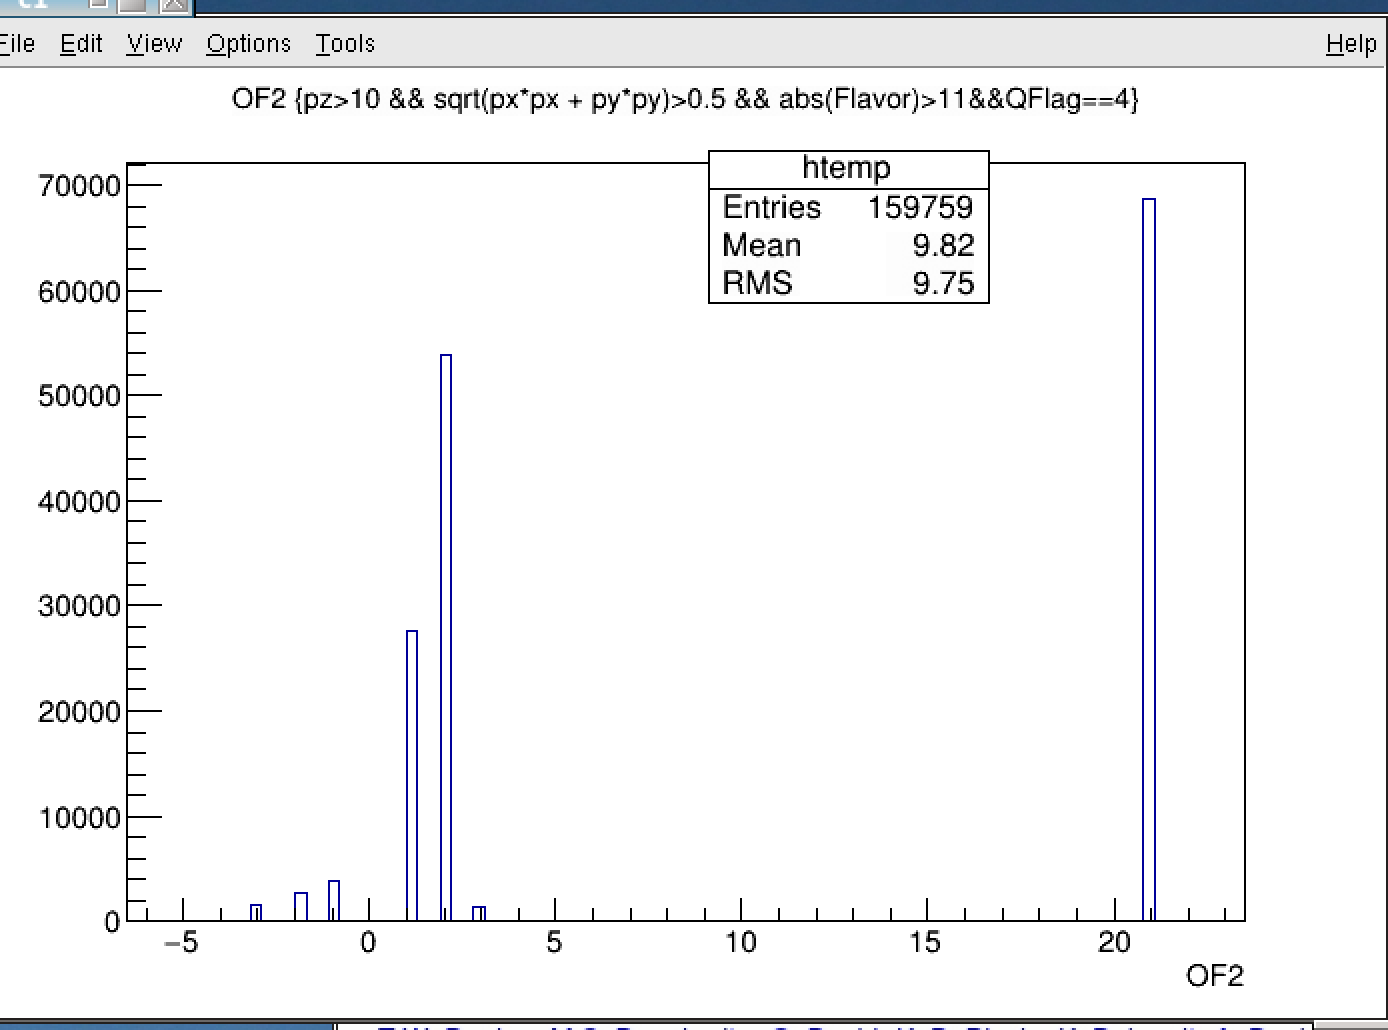 File Edit View Options Tools Help
OF2 {pz>10 && sqrt(px*px + py*py)>0.5 && abs(Flavor)>11&&QFlag==4}
htemp
Entries 159759
Mean 9.82
RMS 9.75
70000
60000
50000
40000
30000
20000
10000
0
−5 0 5 10 15 20
OF2